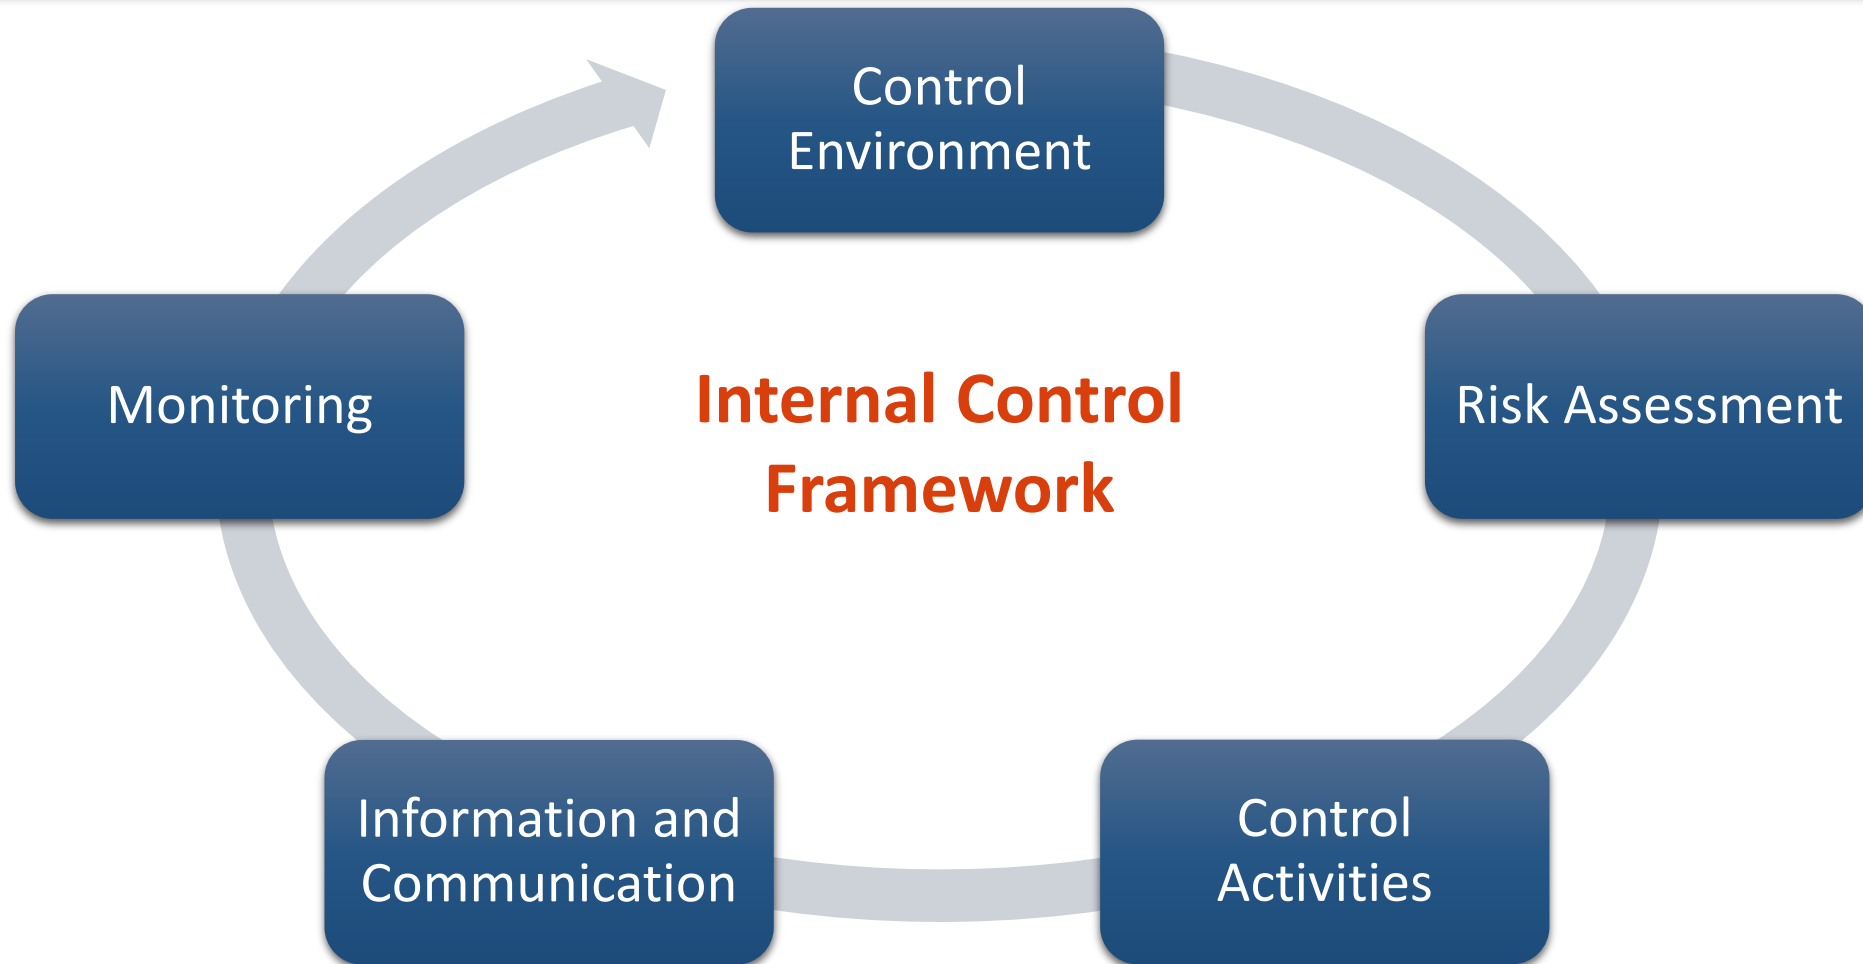 Control
Environment
Monitoring
Internal Control
Framework
Risk Assessment
Information and
Communication
Control
Activities